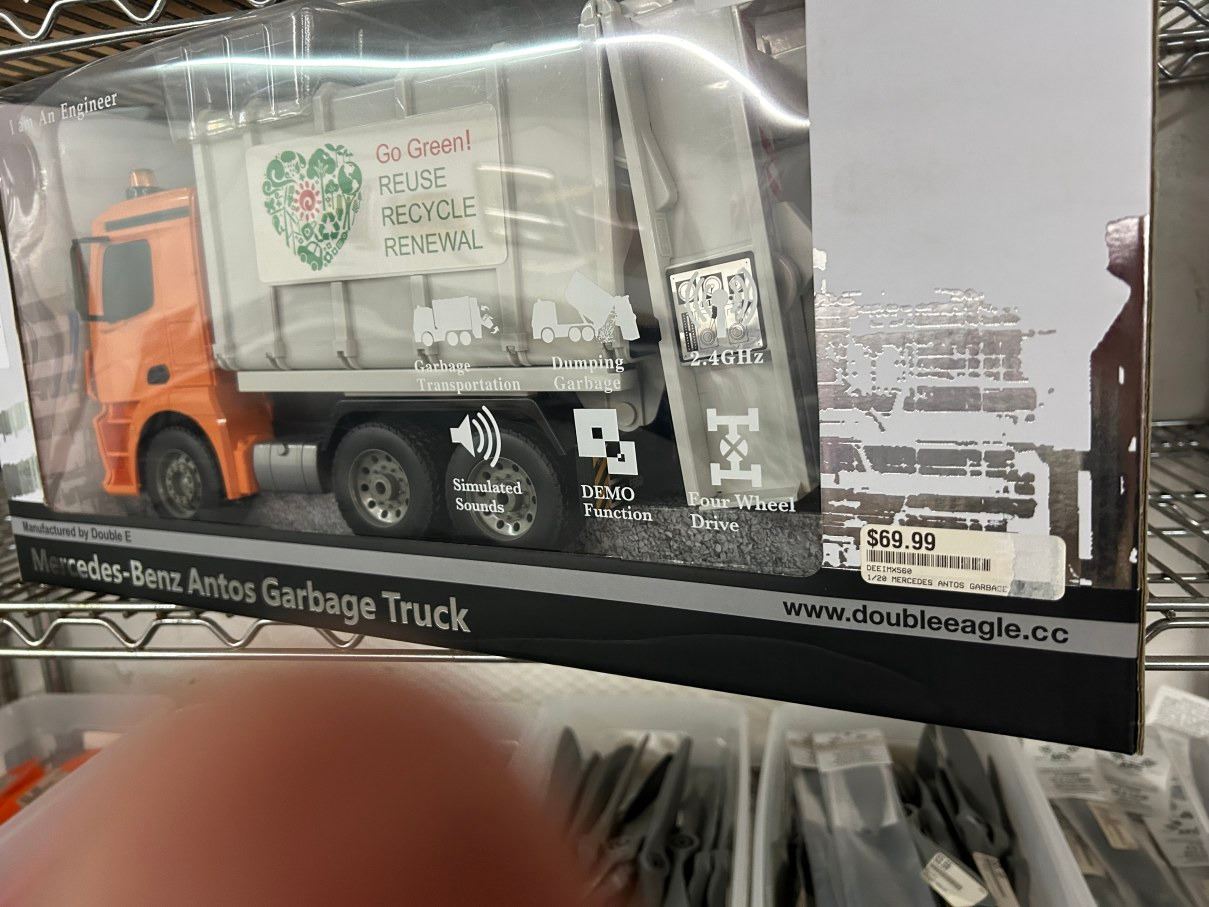 I am An Engineer
Go Green!
REUSE
RECYCLE
RENEWAL
Garbage
Transportation
Dumping
Garbage
2.4GHz
Simulated
Sounds
DEMO
Function
Four Wheel
Drive
Manufactured by Double E
Mercedes-Benz Antos Garbage Truck
$69.99
DEEIMX560
1/20 MERCEDES ANTOS GARBAGE
www.doubleeagle.cc